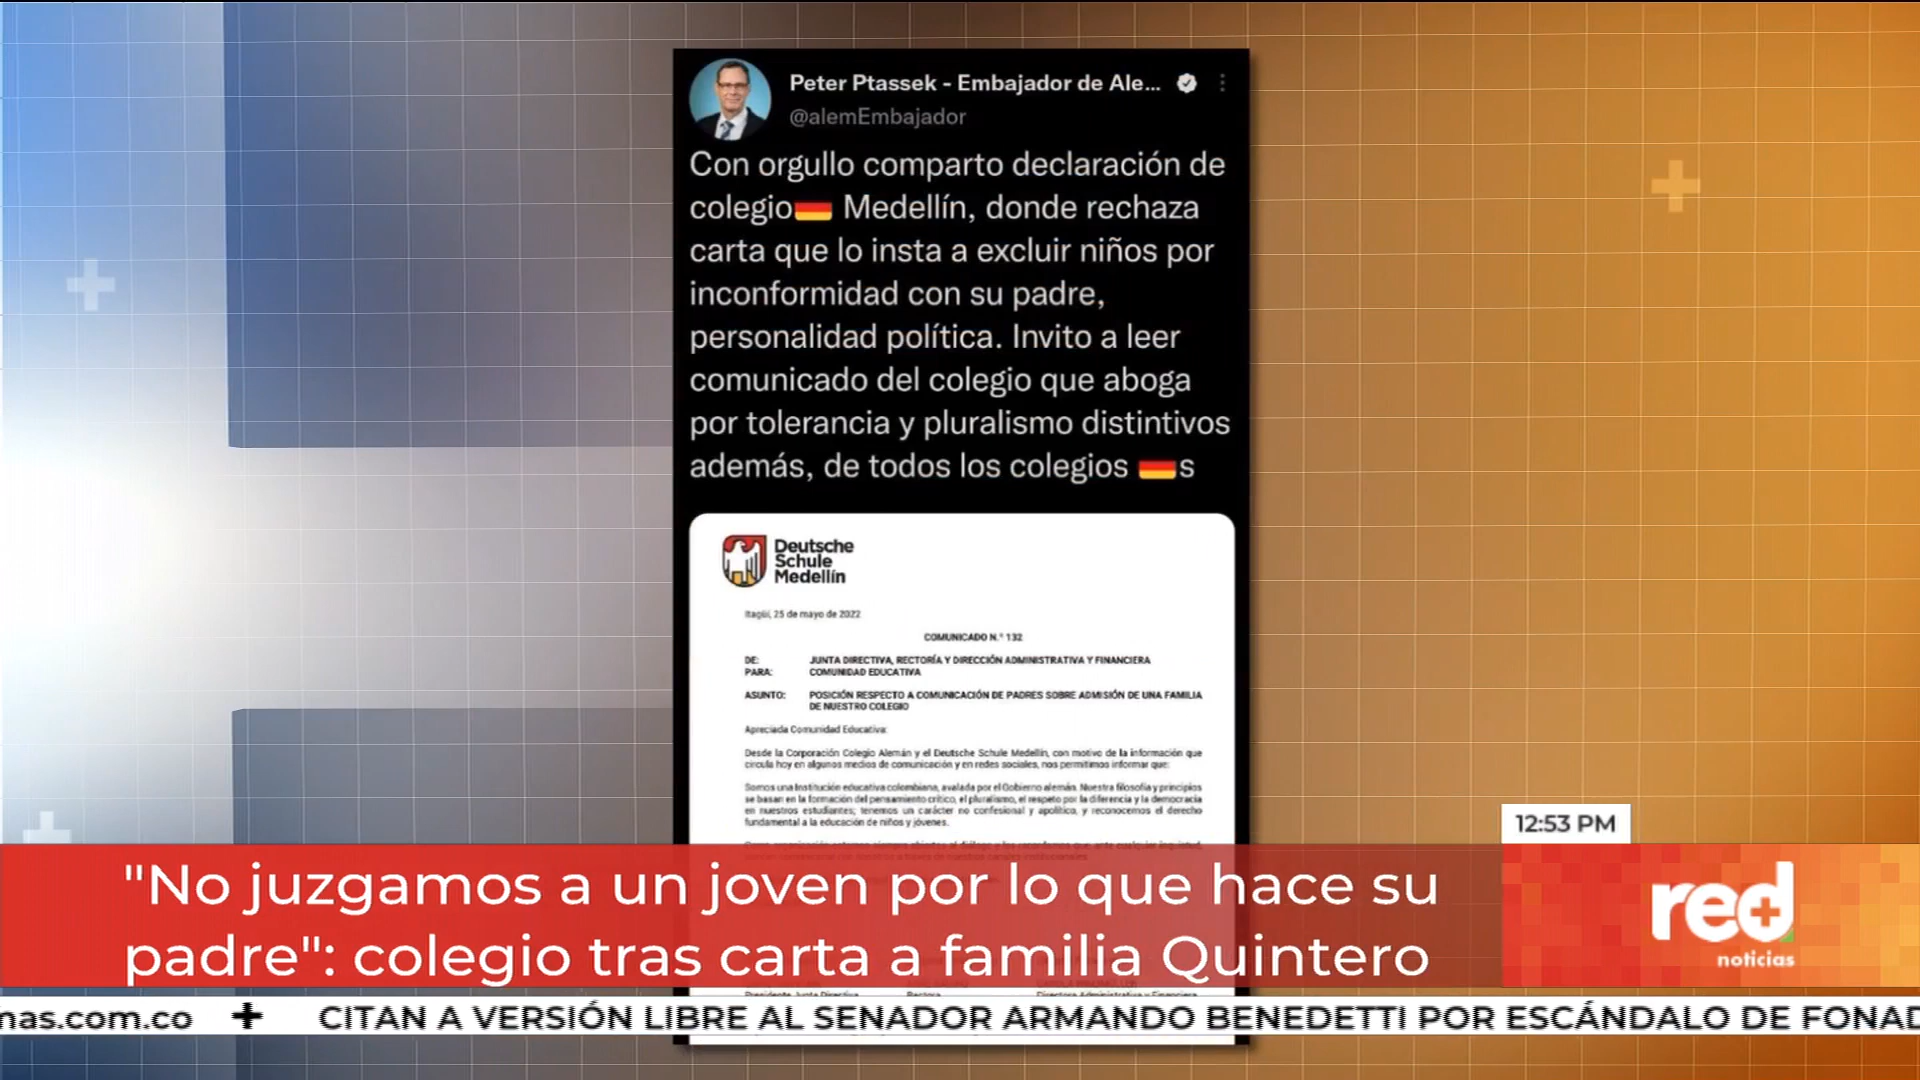 Peter Ptassek - Embajador de Ale...
@alemEmbajador
Con orgullo comparto declaración de
colegio🇩🇪 Medellín, donde rechaza
carta que lo insta a excluir niños por
inconformidad con su padre,
personalidad política. Invito a leer
comunicado del colegio que aboga
por tolerancia y pluralismo distintivos
además, de todos los colegios 🇩🇪s
Deutsche
Schule
Medellín
Itagüí, 25 de mayo de 2022
COMUNICADO N.° 132
DE: JUNTA DIRECTIVA, RECTORÍA Y DIRECCIÓN ADMINISTRATIVA Y FINANCIERA
PARA: COMUNIDAD EDUCATIVA
ASUNTO: POSICIÓN RESPECTO A COMUNICACIÓN DE PADRES SOBRE ADMISIÓN DE UNA FAMILIA
DE NUESTRO COLEGIO
Apreciada Comunidad Educativa:
Desde la Corporación Colegio Alemán y el Deutsche Schule Medellín, con motivo de la información que
circula hoy en algunos medios de comunicación y en redes sociales, nos permitimos informar que:
Somos una Institución educativa colombiana, avalada por el Gobierno alemán. Nuestra filosofía y principios
se basan en la formación del pensamiento crítico, el pluralismo, el respeto por la diferencia y la democracia
en nuestros estudiantes; tenemos un carácter no confesional y apolítico, y reconocemos el derecho
fundamental a la educación de niños y jóvenes.
12:53 PM
"No juzgamos a un joven por lo que hace su
padre": colegio tras carta a familia Quintero
red+
noticias
Presidente Junta Directiva Rectora Directora Administrativa y Financiera
mas.com.co + CITAN A VERSIÓN LIBRE AL SENADOR ARMANDO BENEDETTI POR ESCÁNDALO DE FONAD